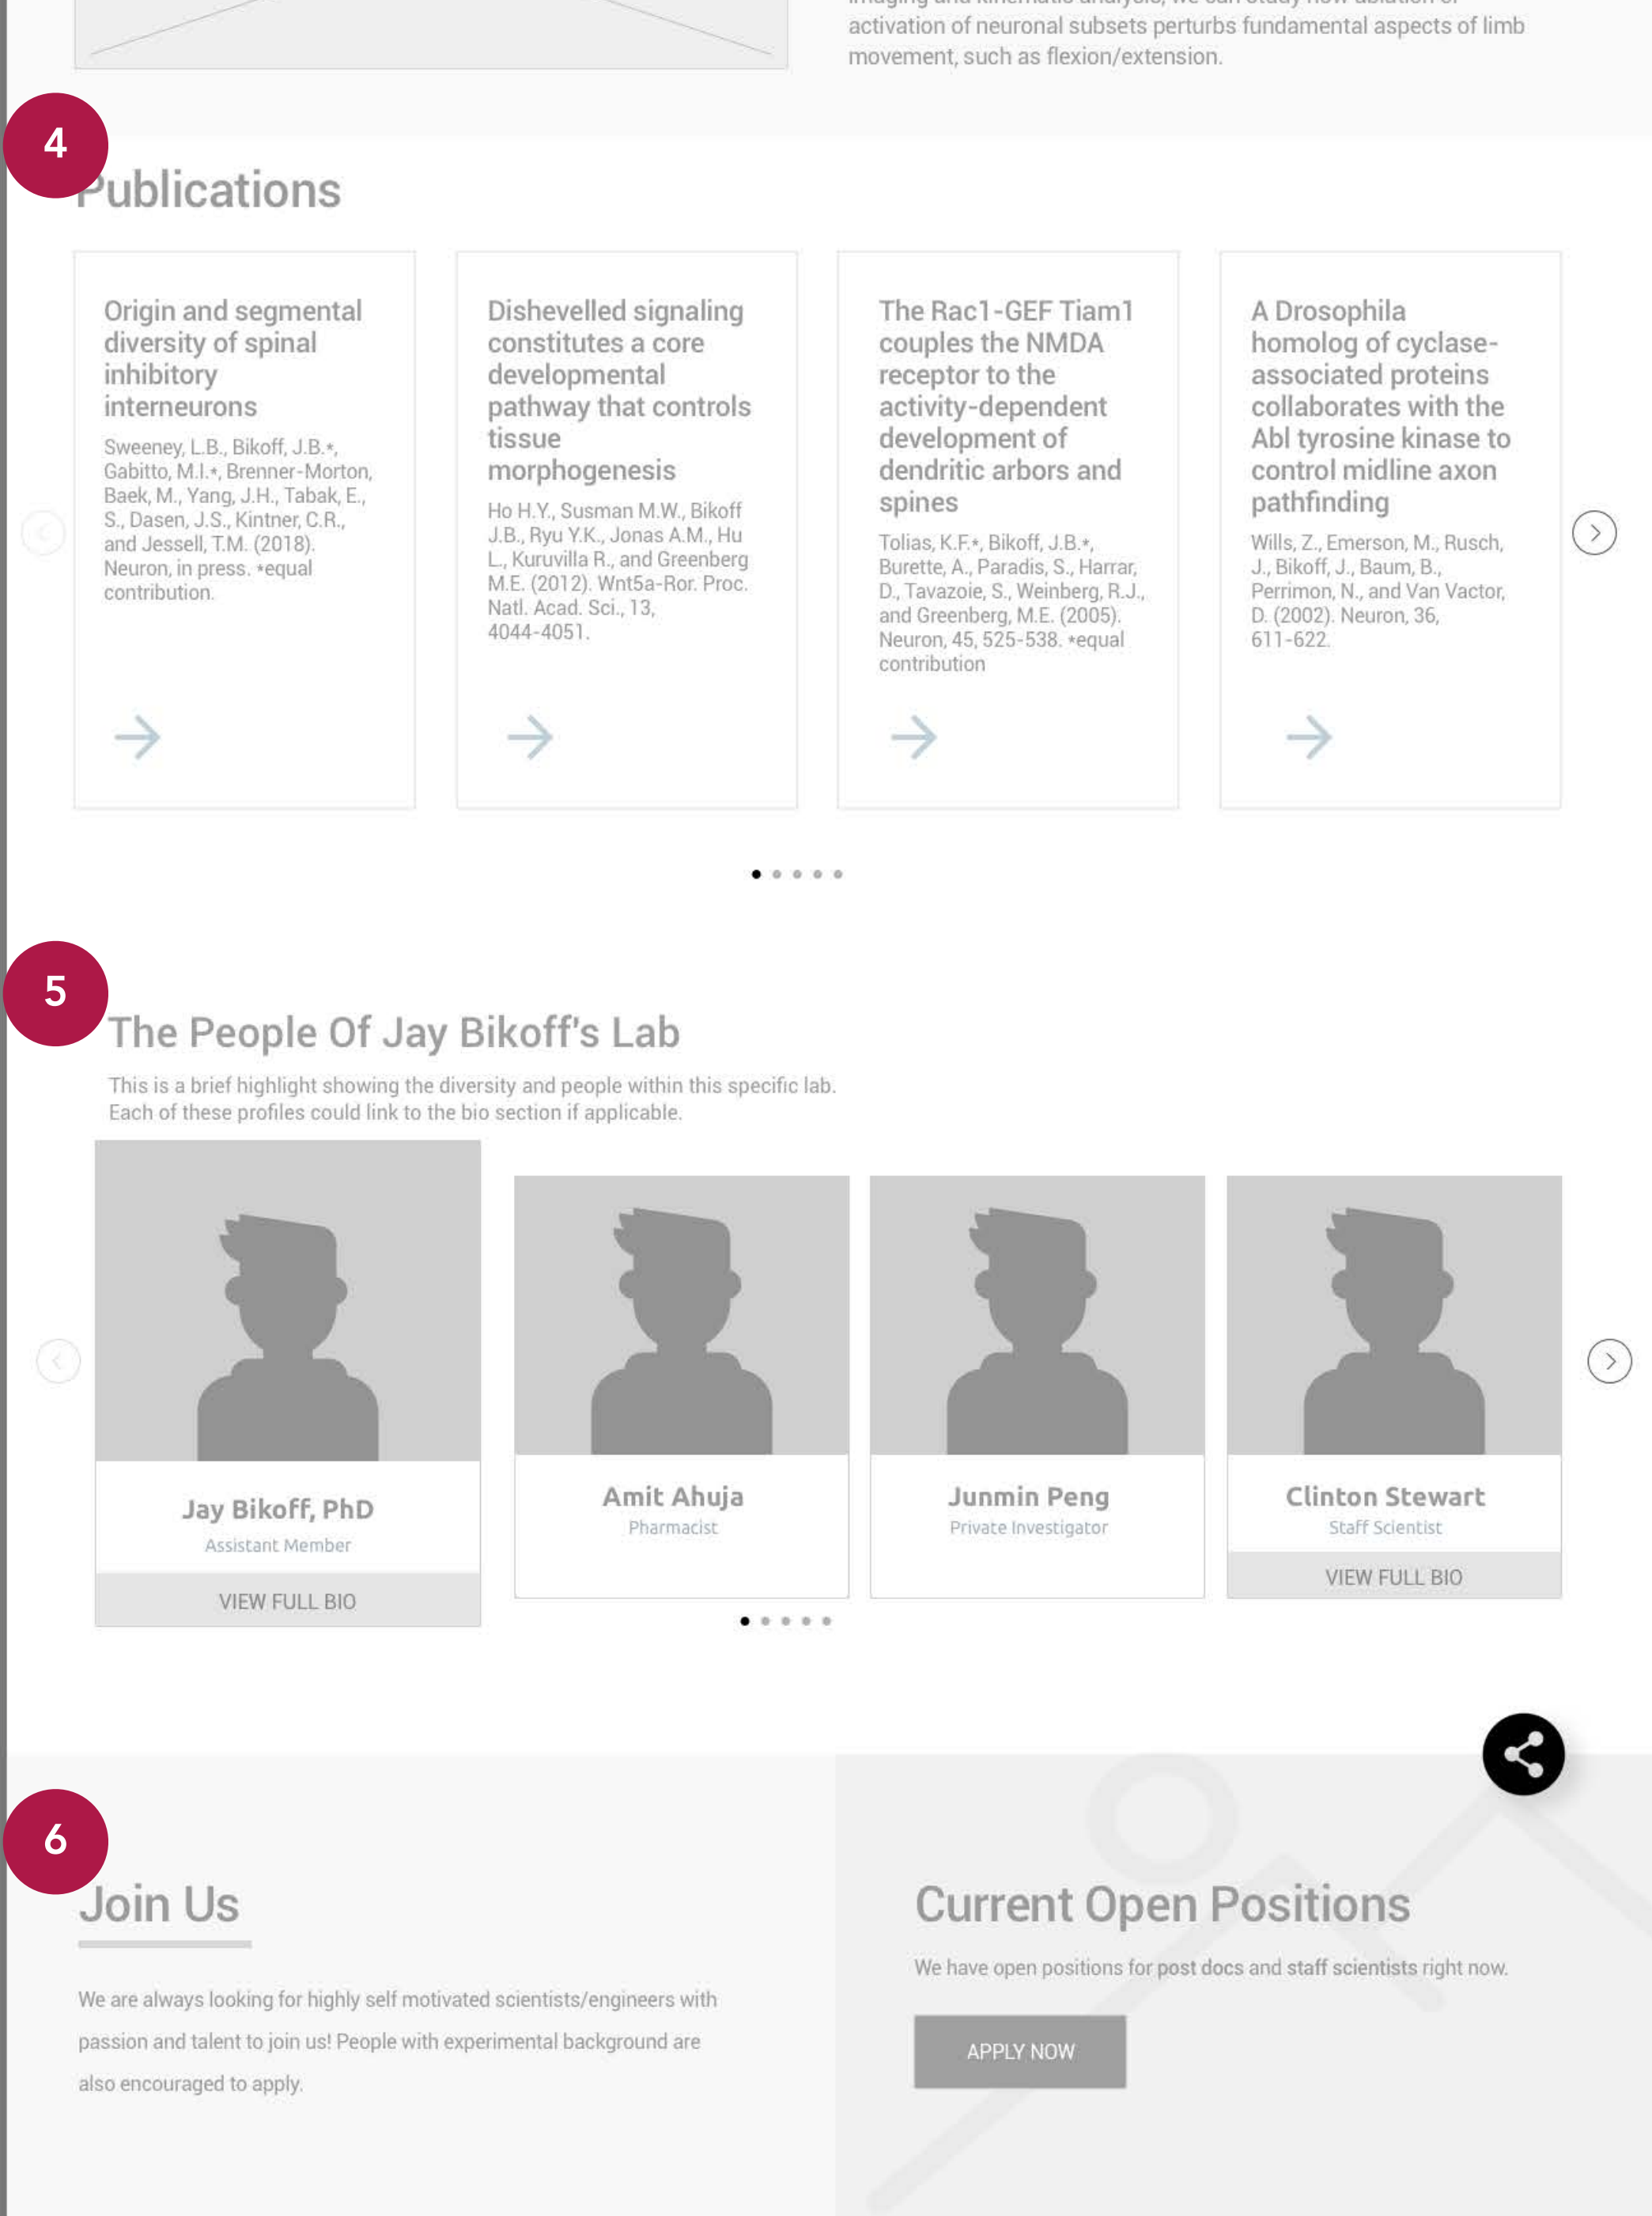 activation of neuronal subsets perturbs fundamental aspects of limb
movement, such as flexion/extension.
4
Publications
Origin and segmental
diversity of spinal
inhibitory
interneurons
Sweeney, L.B., Bikoff, J.B.*,
Gabitto, M.I.*, Brenner-Morton,
Baek, M., Yang, J.H., Tabak, E.,
S., Dasen, J.S., Kintner, C.R.,
and Jessell, T.M. (2018).
Neuron, in press. *equal
contribution.
Dishevelled signaling
constitutes a core
developmental
pathway that controls
tissue
morphogenesis
Ho H.Y., Susman M.W., Bikoff
J.B., Ryu Y.K., Jonas A.M., Hu
L., Kuruvilla R., and Greenberg
M.E. (2012). Wnt5a-Ror. Proc.
Natl. Acad. Sci., 13,
4044-4051.
The Rac1-GEF Tiam1
couples the NMDA
receptor to the
activity-dependent
development of
dendritic arbors and
spines
Tolias, K.F.*, Bikoff, J.B.*,
Burette, A., Paradis, S., Harrar,
D., Tavazoie, S., Weinberg, R.J.,
and Greenberg, M.E. (2005).
Neuron, 45, 525-538. *equal
contribution
A Drosophila
homolog of cyclase-
associated proteins
collaborates with the
Abl tyrosine kinase to
control midline axon
pathfinding
Wills, Z., Emerson, M., Rusch,
J., Bikoff, J., Baum, B.,
Perrimon, N., and Van Vactor,
D. (2002). Neuron, 36,
611-622.
5
The People Of Jay Bikoff's Lab
This is a brief highlight showing the diversity and people within this specific lab.
Each of these profiles could link to the bio section if applicable.
Jay Bikoff, PhD
Assistant Member
VIEW FULL BIO
Amit Ahuja
Pharmacist
Junmin Peng
Private Investigator
Clinton Stewart
Staff Scientist
VIEW FULL BIO
6
Join Us
We are always looking for highly self motivated scientists/engineers with
passion and talent to join us! People with experimental background are
also encouraged to apply.
Current Open Positions
We have open positions for post docs and staff scientists right now.
APPLY NOW